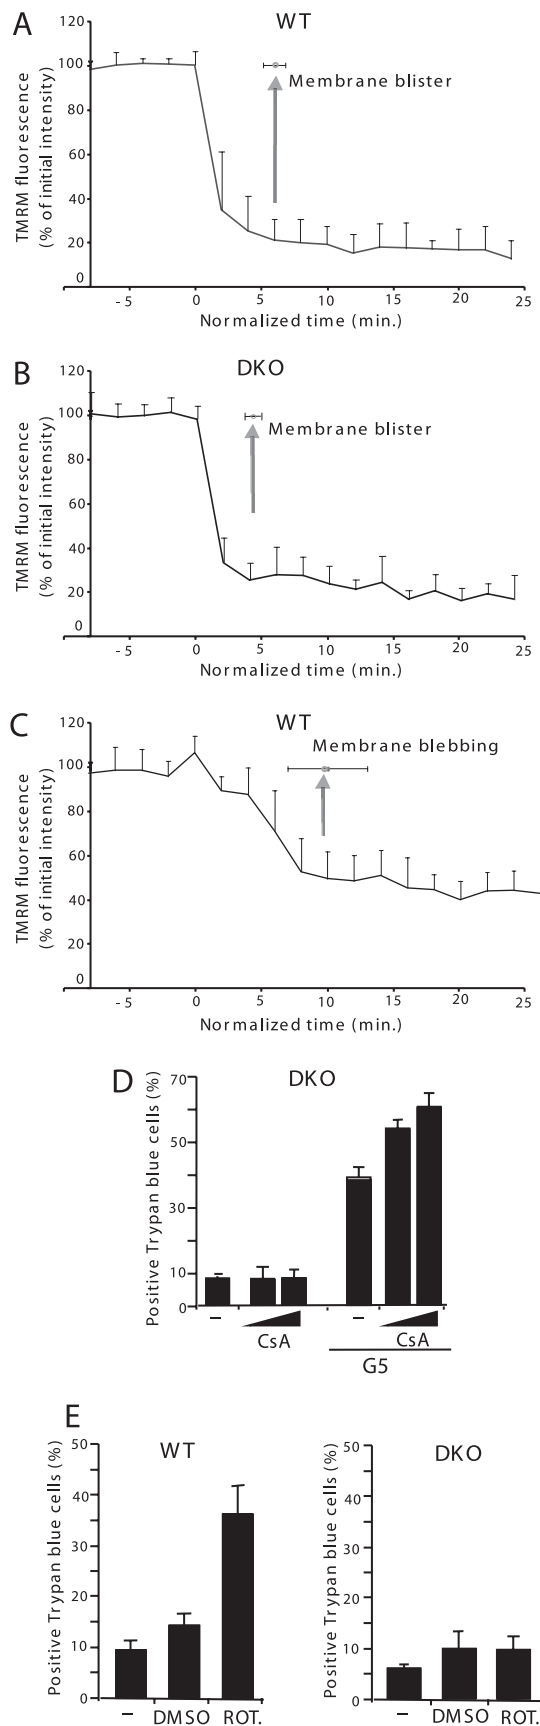 A
WT
120
100
80
60
40
20
0
Membrane blister
TMRM fluorescence
(% of initial intensity)
- 5
0
5
10
15
20
25
Normalized time (min.)
B
DKO
120
100
80
60
40
20
0
Membrane blister
TMRM fluorescence
(% of initial intensity)
- 5
0
5
10
15
20
25
Normalized time (min.)
C
WT
120
100
80
60
40
20
0
Membrane blebbing
TMRM fluorescence
(% of initial intensity)
- 5
0
5
10
15
20
25
Normalized time (min.)
D
DKO
70
50
30
10
0
Positive Trypan blue cells (%)
–
CsA
–
CsA
G5
E
WT
50
40
30
20
10
0
Positive Trypan blue cells (%)
–
DMSO
ROT.
DKO
50
40
30
20
10
0
Positive Trypan blue cells (%)
–
DMSO
ROT.